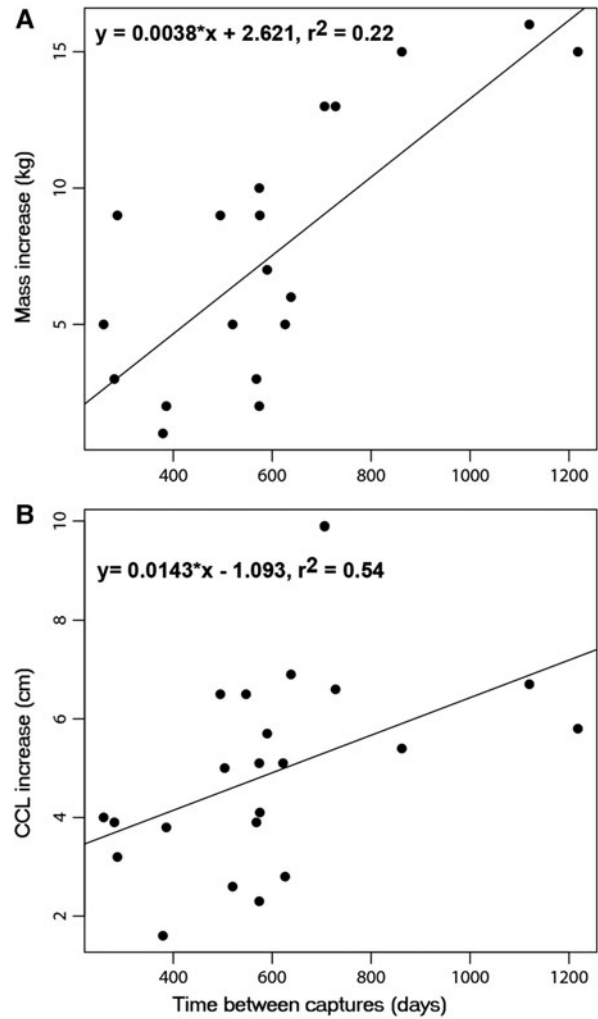 A
y = 0.0038*x + 2.621, r2 = 0.22
15
10
5
Mass increase (kg)
400 600 800 1000 1200
B
y= 0.0143*x - 1.093, r2 = 0.54
10
8
6
4
2
CCL increase (cm)
400 600 800 1000 1200
Time between captures (days)